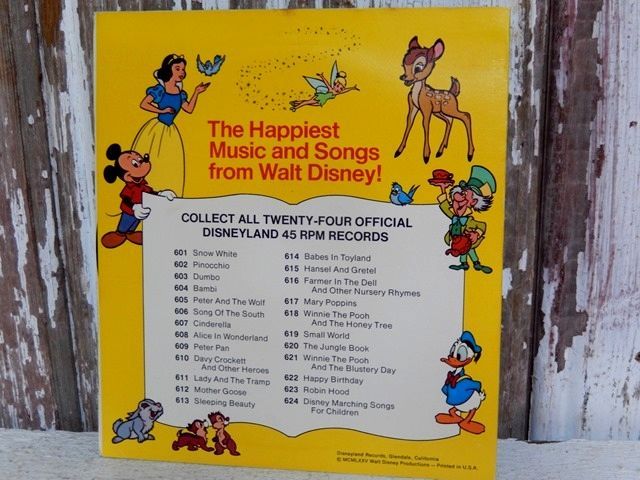 The Happiest
Music and Songs
from Walt Disney!
COLLECT ALL TWENTY-FOUR OFFICIAL
DISNEYLAND 45 RPM RECORDS
601 Snow White
602 Pinocchio
603 Dumbo
604 Bambi
605 Peter And The Wolf
606 Song Of The South
607 Cinderella
608 Alice In Wonderland
609 Peter Pan
610 Davy Crockett
And Other Heroes
611 Lady And The Tramp
612 Mother Goose
613 Sleeping Beauty
614 Babes In Toyland
615 Hansel And Gretel
616 Farmer In The Dell
And Other Nursery Rhymes
617 Mary Poppins
618 Winnie The Pooh
And The Honey Tree
619 Small World
620 The Jungle Book
621 Winnie The Pooh
And The Blustery Day
622 Happy Birthday
623 Robin Hood
624 Disney Marching Songs
For Children
Disneyland Records, Glendale, California
© MCMLXXV Walt Disney Productions — Printed in U.S.A.